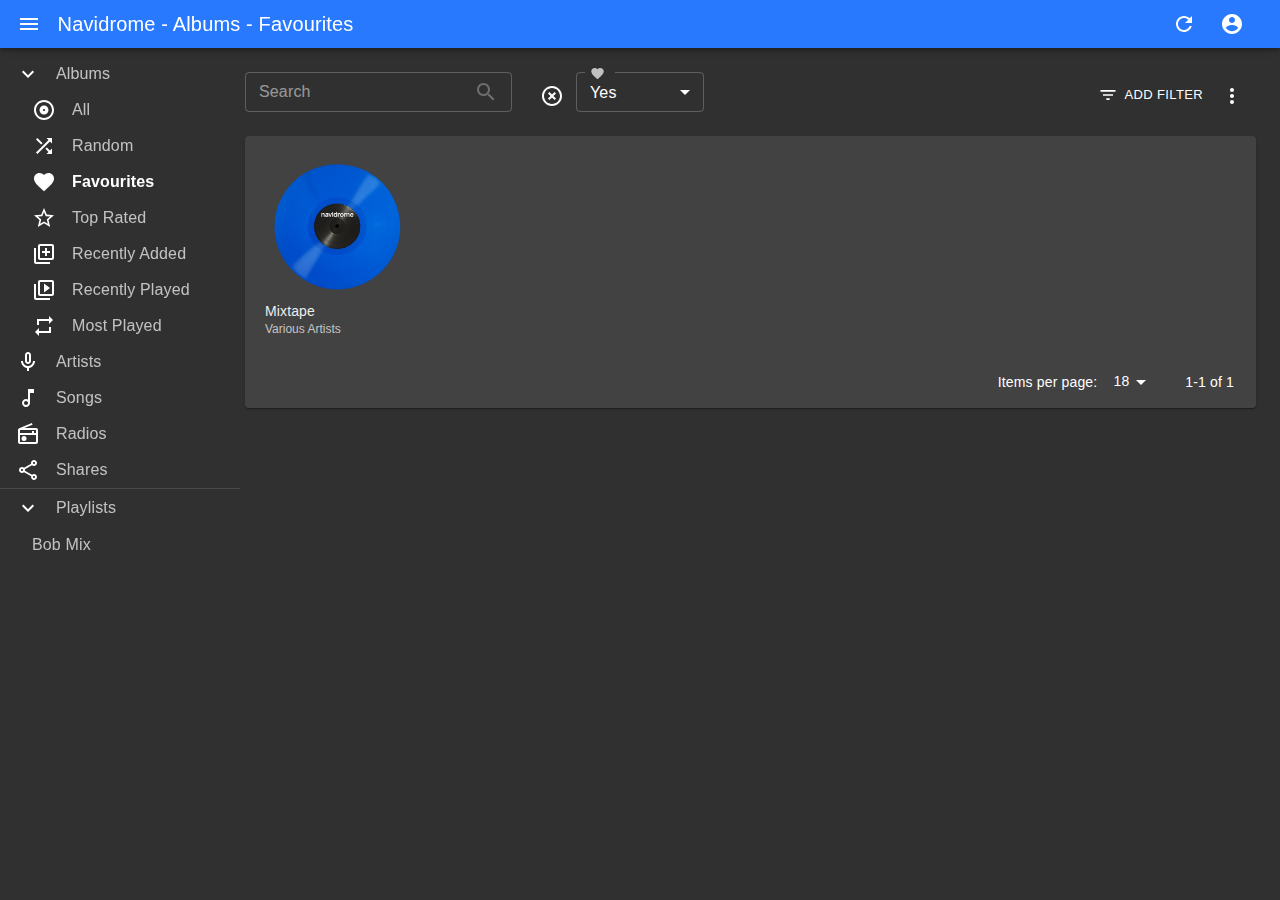 Navidrome - Albums - Favourites
Albums
All
Random
Favourites
Top Rated
Recently Added
Recently Played
Most Played
Artists
Songs
Radios
Shares
Playlists
Bob Mix
Search
Yes
ADD FILTER
navidrome
Mixtape
Various Artists
Items per page: 18 1-1 of 1